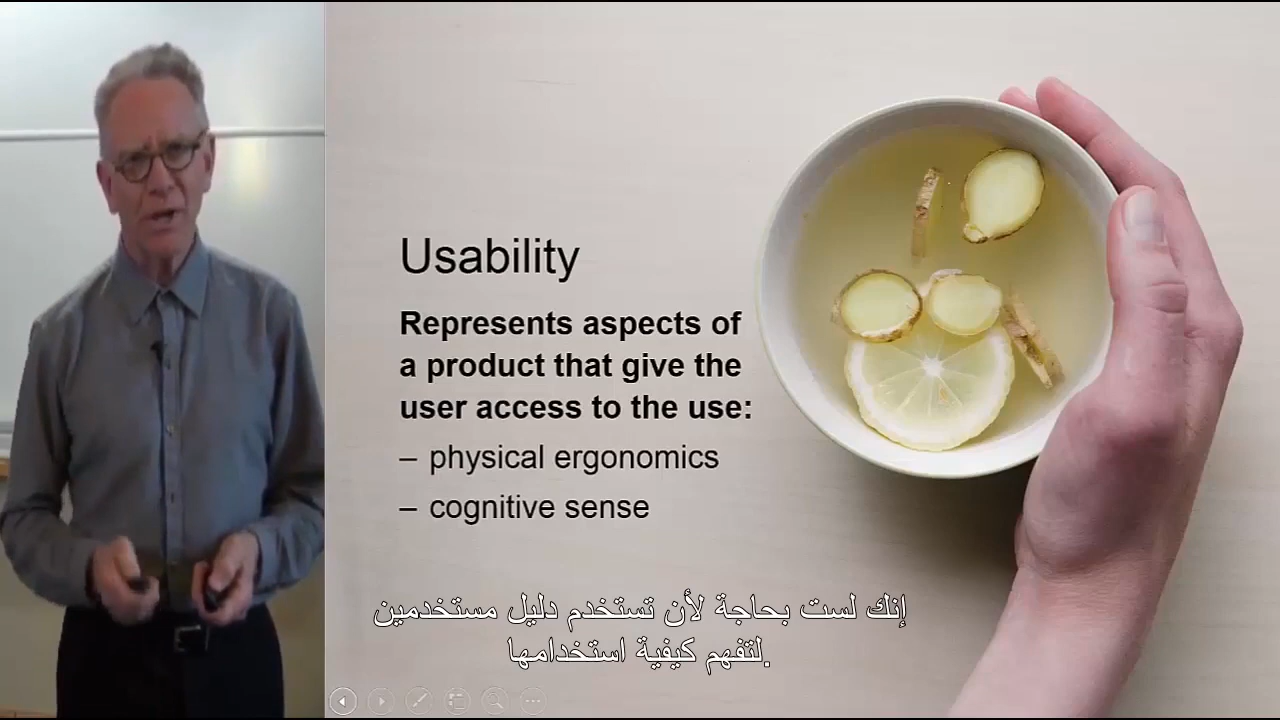 Usability
Represents aspects of
a product that give the
user access to the use:
– physical ergonomics
– cognitive sense
إنك لست بحاجة لأن تستخدم دليل مستخدمين
لتفهم كيفية استخدامها.